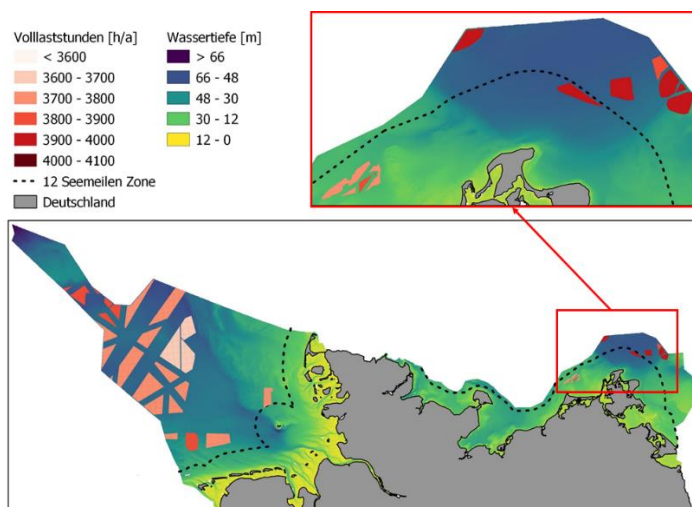 Volllaststunden [h/a]
< 3600
3600 - 3700
3700 - 3800
3800 - 3900
3900 - 4000
4000 - 4100
12 Seemeilen Zone
Deutschland
Wassertiefe [m]
> 66
66 - 48
48 - 30
30 - 12
12 - 0